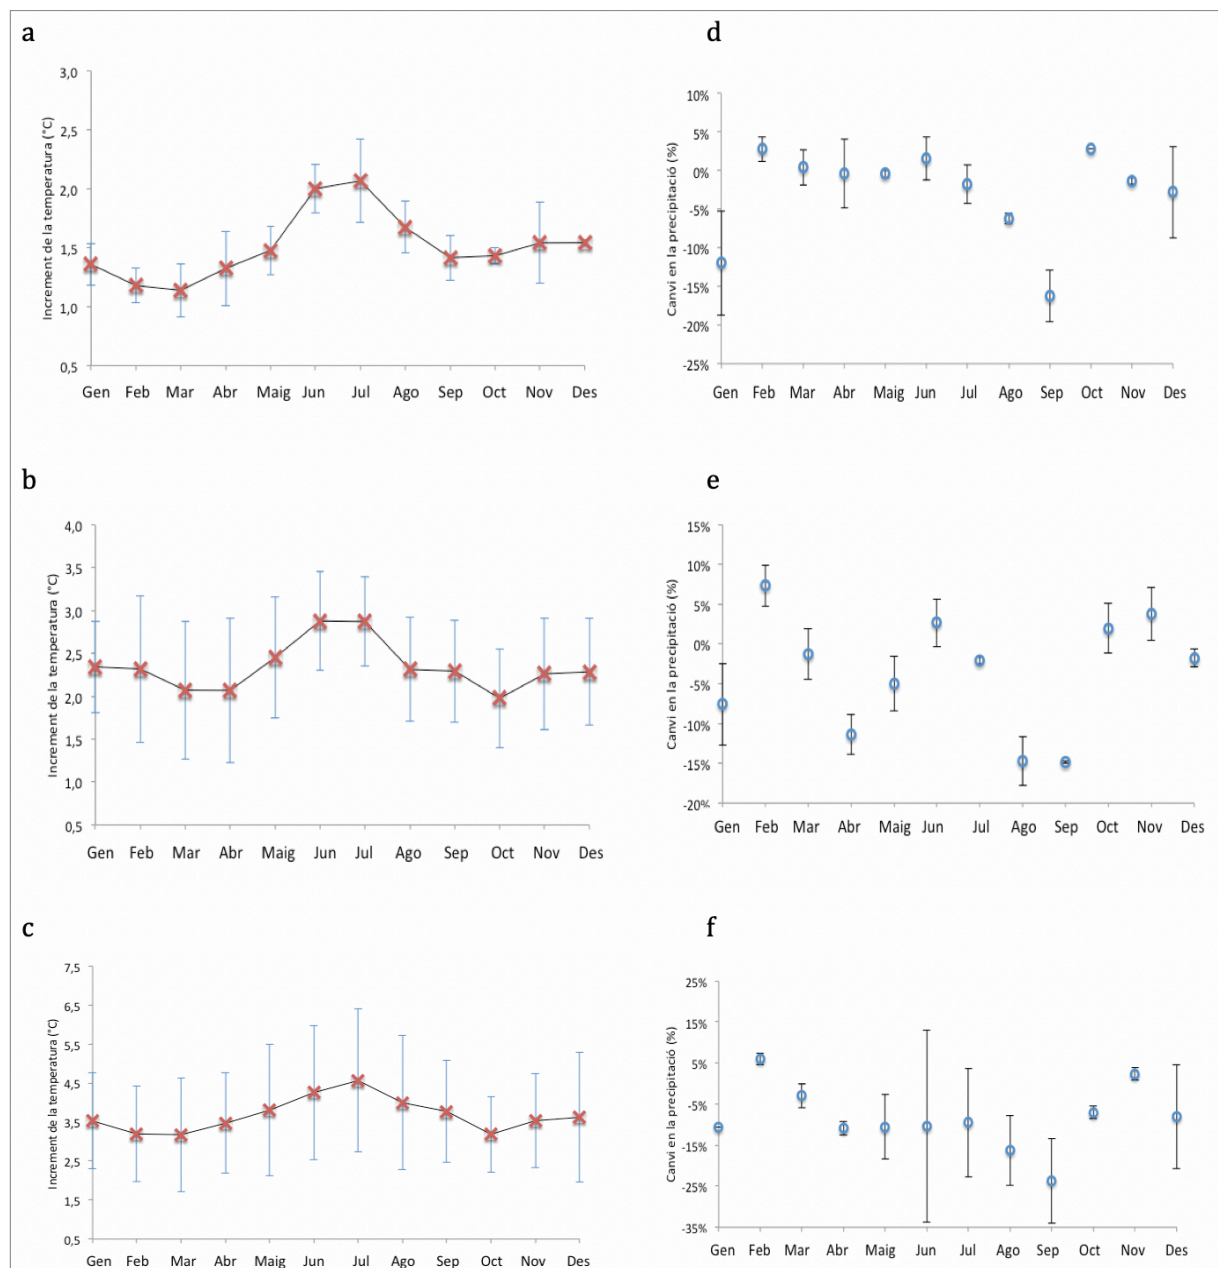 a
Increment de la temperatura (°C)
3,0
2,5
2,0
1,5
1,0
0,5
Gen Feb Mar Abr Maig Jun Jul Ago Sep Oct Nov Des
d
Canvi en la precipitació (%)
10%
5%
0%
-5%
-10%
-15%
-20%
-25%
Gen Feb Mar Abr Maig Jun Jul Ago Sep Oct Nov Des
b
Increment de la temperatura (°C)
4,0
3,5
3,0
2,5
2,0
1,5
1,0
0,5
Gen Feb Mar Abr Maig Jun Jul Ago Sep Oct Nov Des
e
Canvi en la precipitació (%)
15%
10%
5%
0%
-5%
-10%
-15%
-20%
Gen Feb Mar Abr Maig Jun Jul Ago Sep Oct Nov Des
c
Increment de la temperatura (°C)
7,5
6,5
5,5
4,5
3,5
2,5
1,5
0,5
Gen Feb Mar Abr Maig Jun Jul Ago Sep Oct Nov Des
f
Canvi en la precipitació (%)
25%
15%
5%
-5%
-15%
-25%
-35%
Gen Feb Mar Abr Maig Jun Jul Ago Sep Oct Nov Des